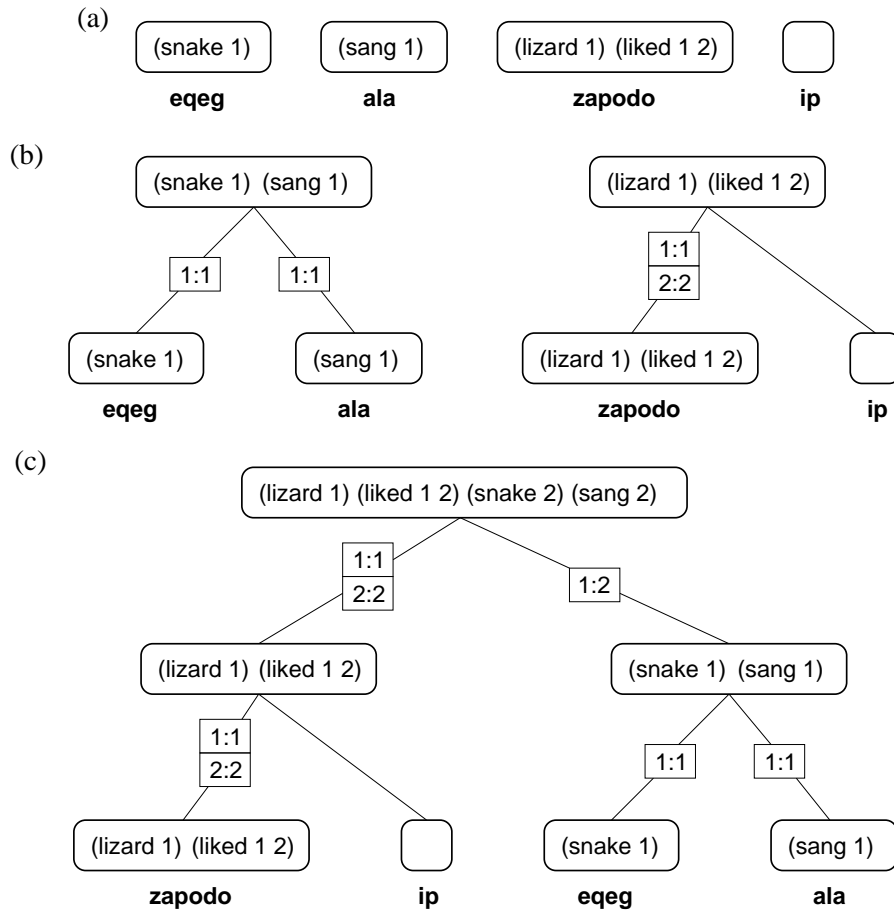 (a)
(snake 1) (sang 1) (lizard 1) (liked 1 2)
eqeg ala zapodo ip
(b)
(snake 1) (sang 1) (lizard 1) (liked 1 2)
1:1 1:1 1:1
2:2
(snake 1) (sang 1) (lizard 1) (liked 1 2)
eqeg ala zapodo ip
(c)
(lizard 1) (liked 1 2) (snake 2) (sang 2)
1:1 1:2
2:2
(lizard 1) (liked 1 2) (snake 1) (sang 1)
1:1 1:1 1:1
2:2
(lizard 1) (liked 1 2) (snake 1) (sang 1)
zapodo ip eqeg ala